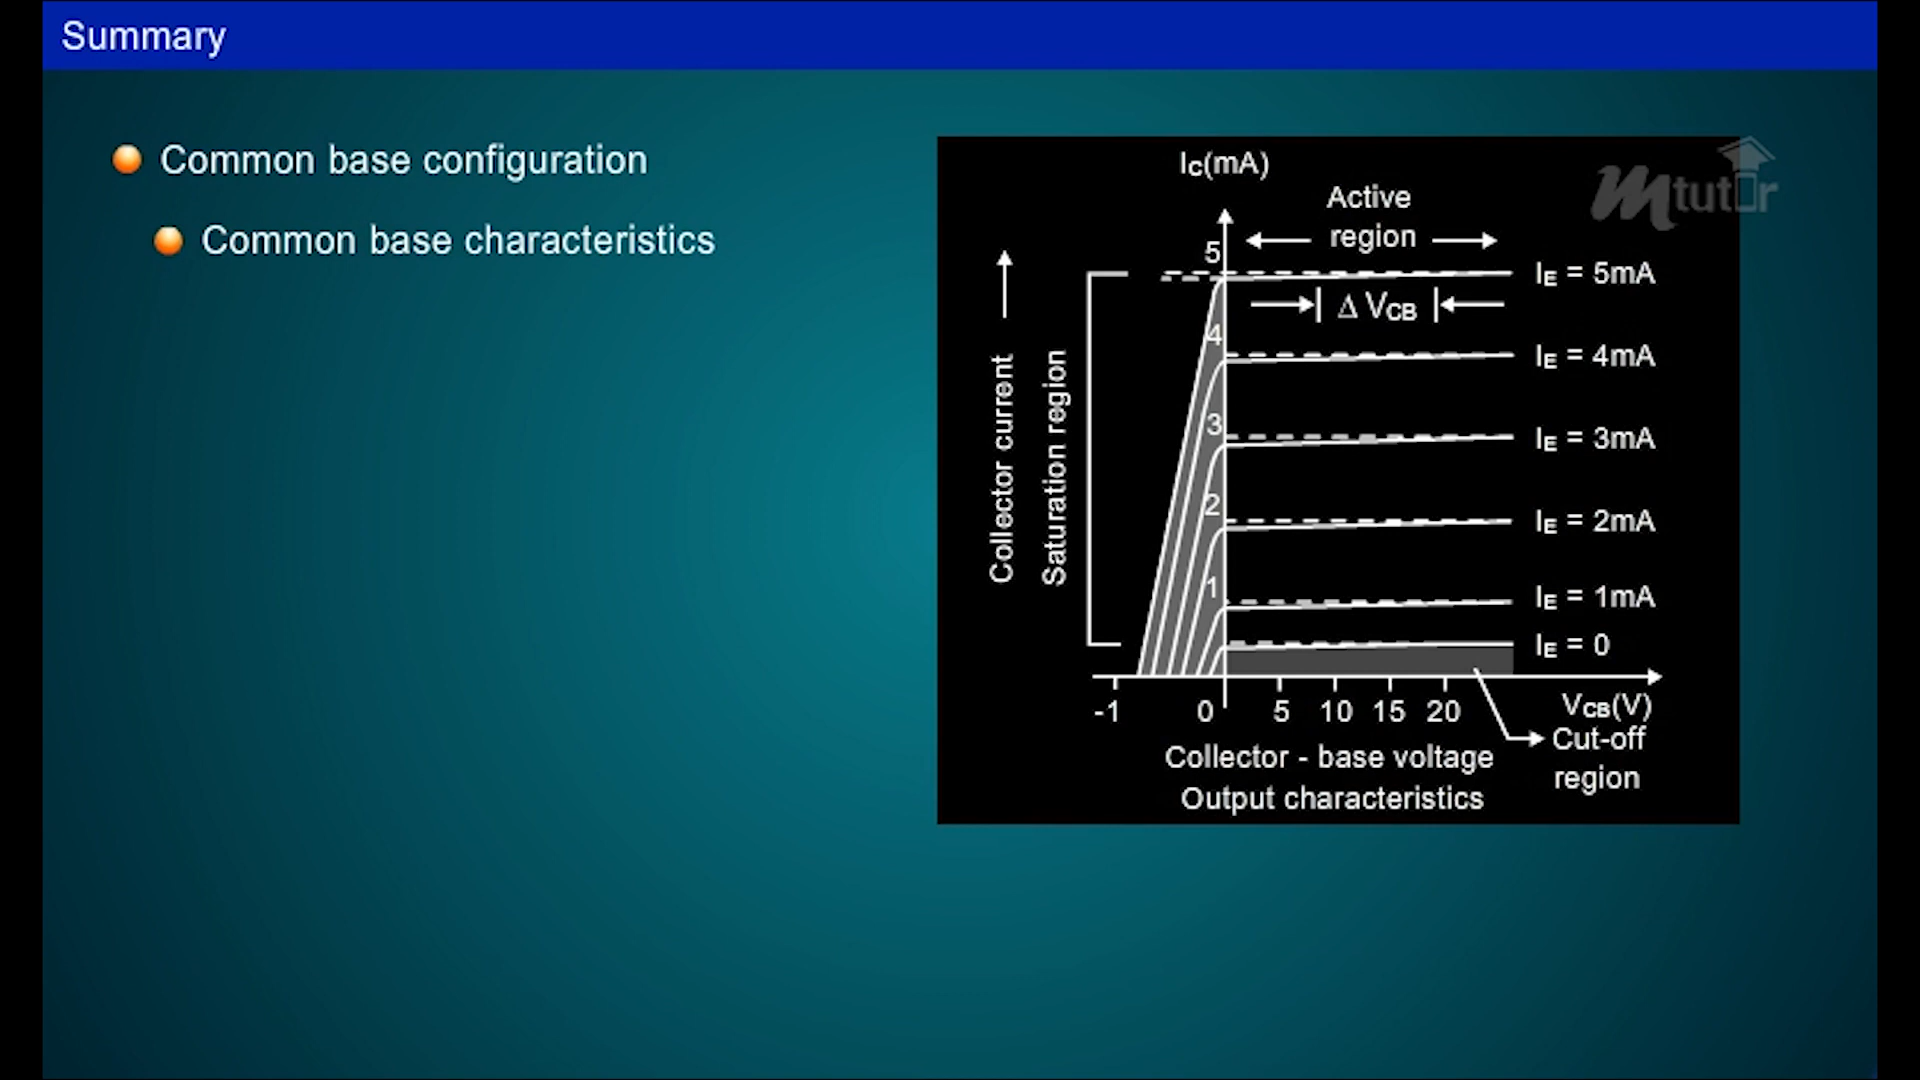 Summary
Common base configuration
Common base characteristics
Mtutor
IC(mA)
Active
region
5
IE = 5mA
Δ VCB
4
IE = 4mA
Collector current
Saturation region
3
IE = 3mA
2
IE = 2mA
1
IE = 1mA
IE = 0
-1 0 5 10 15 20
VCB(V)
Cut-off
region
Collector - base voltage
Output characteristics